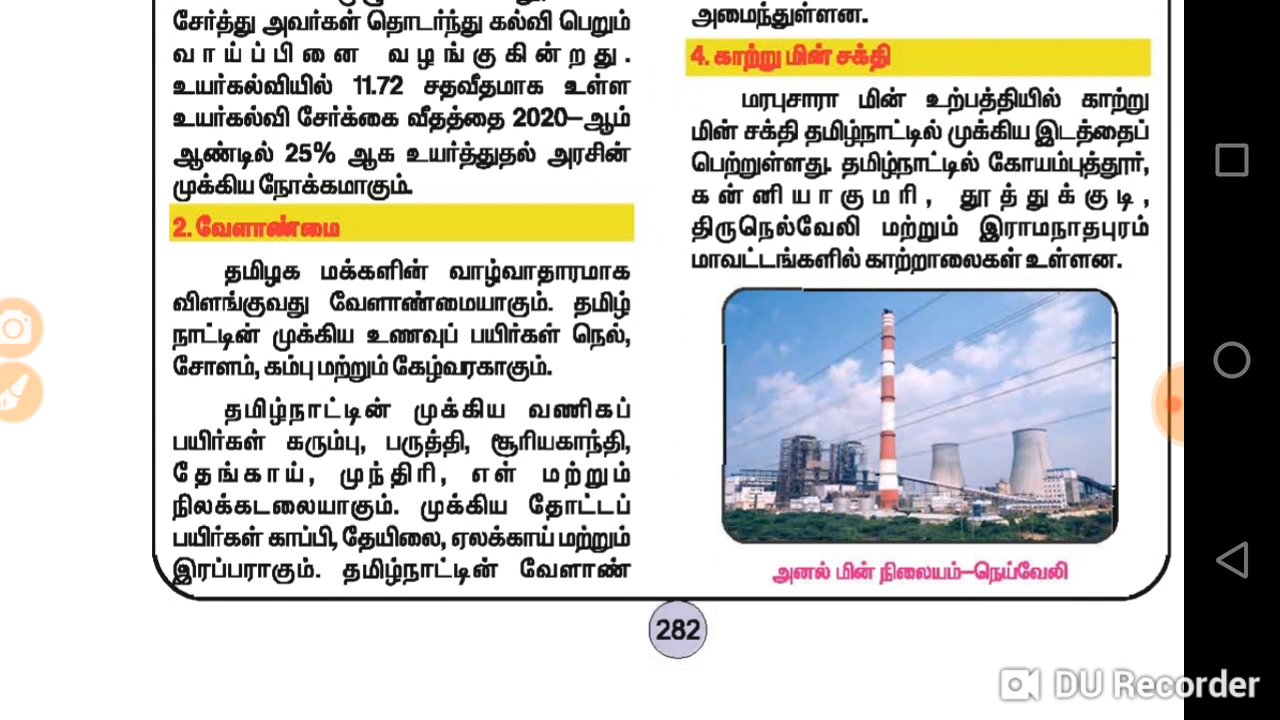 சேர்த்து அவர்கள் தொடர்ந்து கல்வி பெறும்
வாய்ப்பினை வழங்குகின்றது.
உயர்கல்வியில் 11.72 சதவீதமாக உள்ள
உயர்கல்வி சேர்க்கை வீதத்தை 2020–ஆம்
ஆண்டில் 25% ஆக உயர்த்துதல் அரசின்
முக்கிய நோக்கமாகும்.
2. வேளாண்மை
தமிழக மக்களின் வாழ்வாதாரமாக
விளங்குவது வேளாண்மையாகும். தமிழ்
நாட்டின் முக்கிய உணவுப் பயிர்கள் நெல்,
சோளம், கம்பு மற்றும் கேழ்வரகாகும்.
தமிழ்நாட்டின் முக்கிய வணிகப்
பயிர்கள் கரும்பு, பருத்தி, சூரியகாந்தி,
தேங்காய், முந்திரி, எள் மற்றும்
நிலக்கடலையாகும். முக்கிய தோட்டப்
பயிர்கள் காப்பி, தேயிலை, ஏலக்காய் மற்றும்
இரப்பராகும். தமிழ்நாட்டின் வேளாண்
அமைந்துள்ளன.
4. காற்று மின் சக்தி
மரபுசாரா மின் உற்பத்தியில் காற்று
மின் சக்தி தமிழ்நாட்டில் முக்கிய இடத்தைப்
பெற்றுள்ளது. தமிழ்நாட்டில் கோயம்புத்தூர்,
கன்னியாகுமரி, தூத்துக்குடி,
திருநெல்வேலி மற்றும் இராமநாதபுரம்
மாவட்டங்களில் காற்றாலைகள் உள்ளன.
அனல் மின் நிலையம்–நெய்வேலி
282
DU Recorder